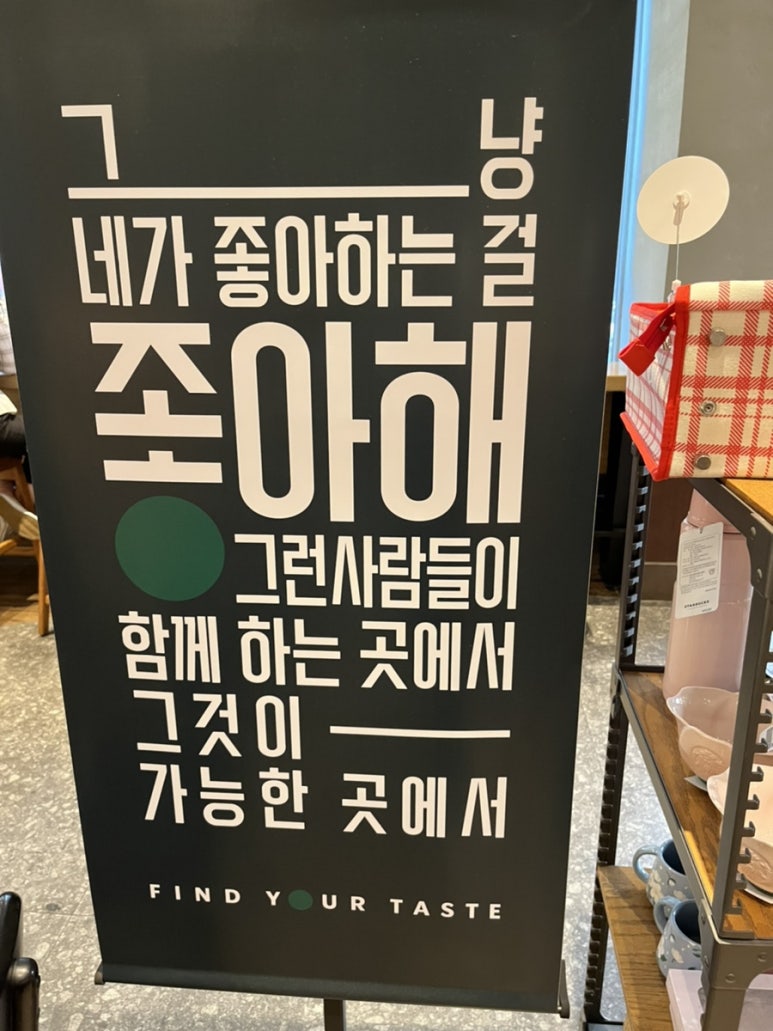 그냥
네가 좋아하는 걸
좋아해
그런사람들이
함께 하는 곳에서
그것이
가능한 곳에서
FIND YOUR TASTE
STARBUCKS